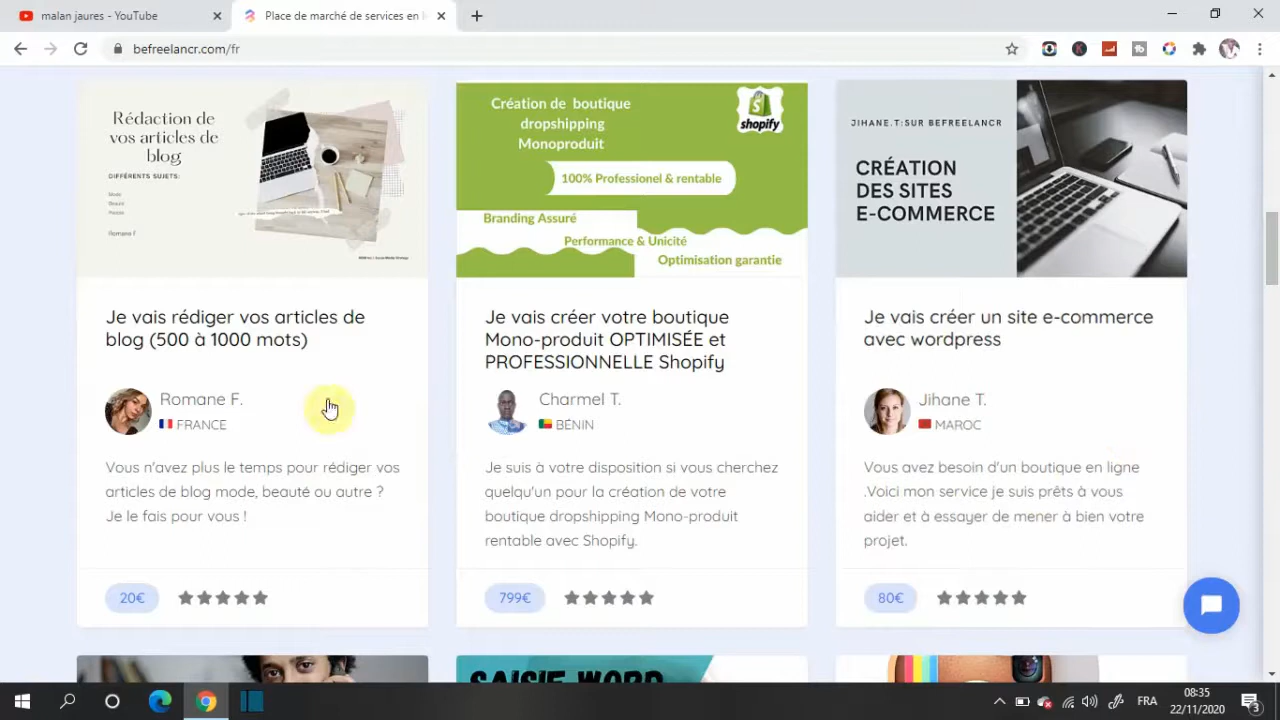 malan jaures - YouTube
Place de marché de services en l
befreelancr.com/fr
Rédaction de
vos articles de
blog
DIFFÉRENTS SUJETS:
Mode
Beauté
Romane F
Création de boutique
dropshipping
Monoproduit
shopify
100% Professionel & rentable
Branding Assuré
Performance & Unicité
Optimisation garantie
JIHANE.T:SUR BEFREELANCR
CRÉATION
DES SITES
E-COMMERCE
Je vais rédiger vos articles de
blog (500 à 1000 mots)
Romane F.
FRANCE
Vous n'avez plus le temps pour rédiger vos
articles de blog mode, beauté ou autre ?
Je le fais pour vous !
20€
Je vais créer votre boutique
Mono-produit OPTIMISÉE et
PROFESSIONNELLE Shopify
Charmel T.
BÉNIN
Je suis à votre disposition si vous cherchez
quelqu'un pour la création de votre
boutique dropshipping Mono-produit
rentable avec Shopify.
799€
Je vais créer un site e-commerce
avec wordpress
Jihane T.
MAROC
Vous avez besoin d'un boutique en ligne
.Voici mon service je suis prêts à vous
aider et à essayer de mener à bien votre
projet.
80€
SAISIE WORD
FRA
08:35
22/11/2020
3